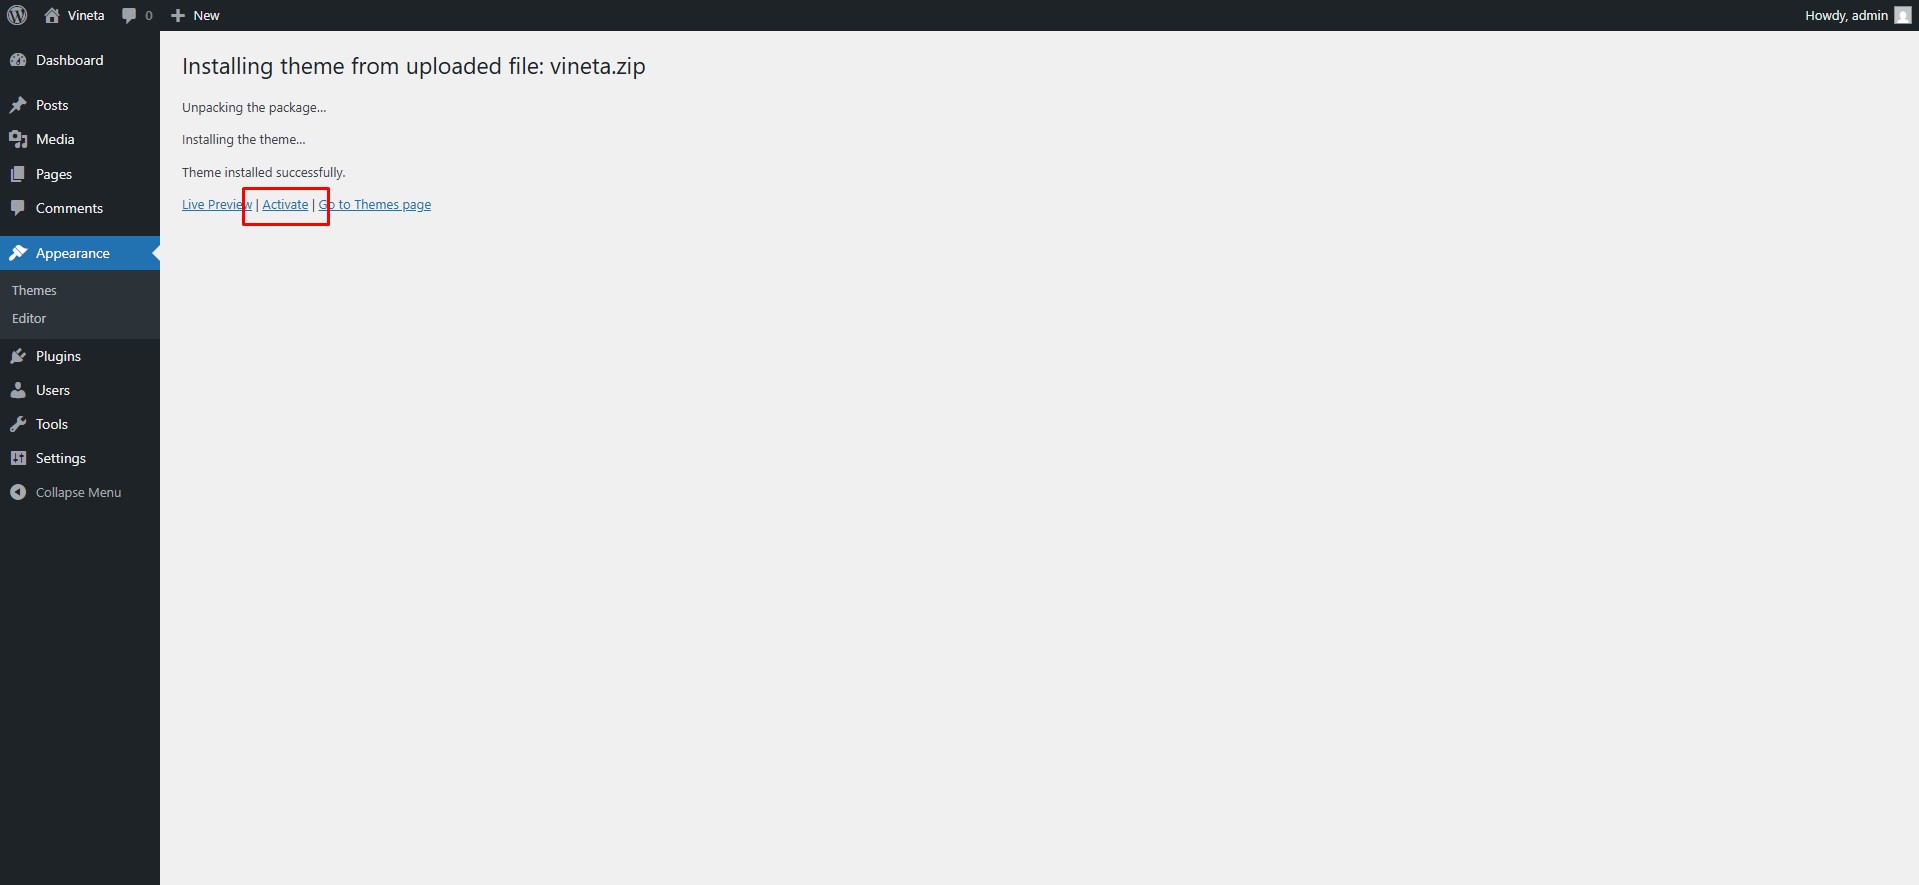 Vineta 0 New Howdy, admin
Dashboard
Posts
Media
Pages
Comments
Appearance
Themes
Editor
Plugins
Users
Tools
Settings
Collapse Menu
Installing theme from uploaded file: vineta.zip
Unpacking the package…
Installing the theme…
Theme installed successfully.
Live Preview | Activate | Go to Themes page